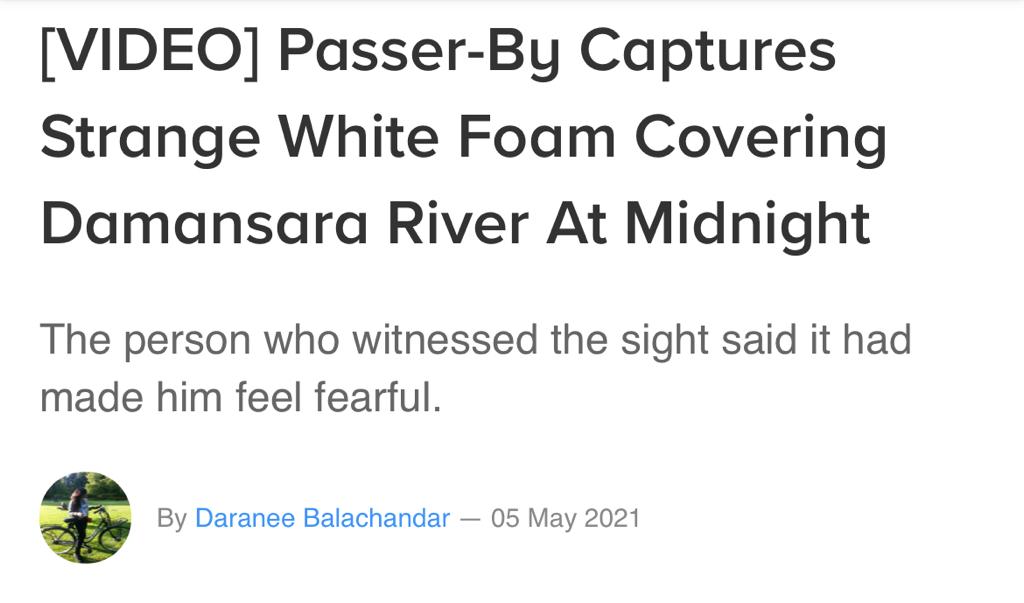 [VIDEO] Passer-By Captures
Strange White Foam Covering
Damansara River At Midnight
The person who witnessed the sight said it had
made him feel fearful.
By Daranee Balachandar — 05 May 2021